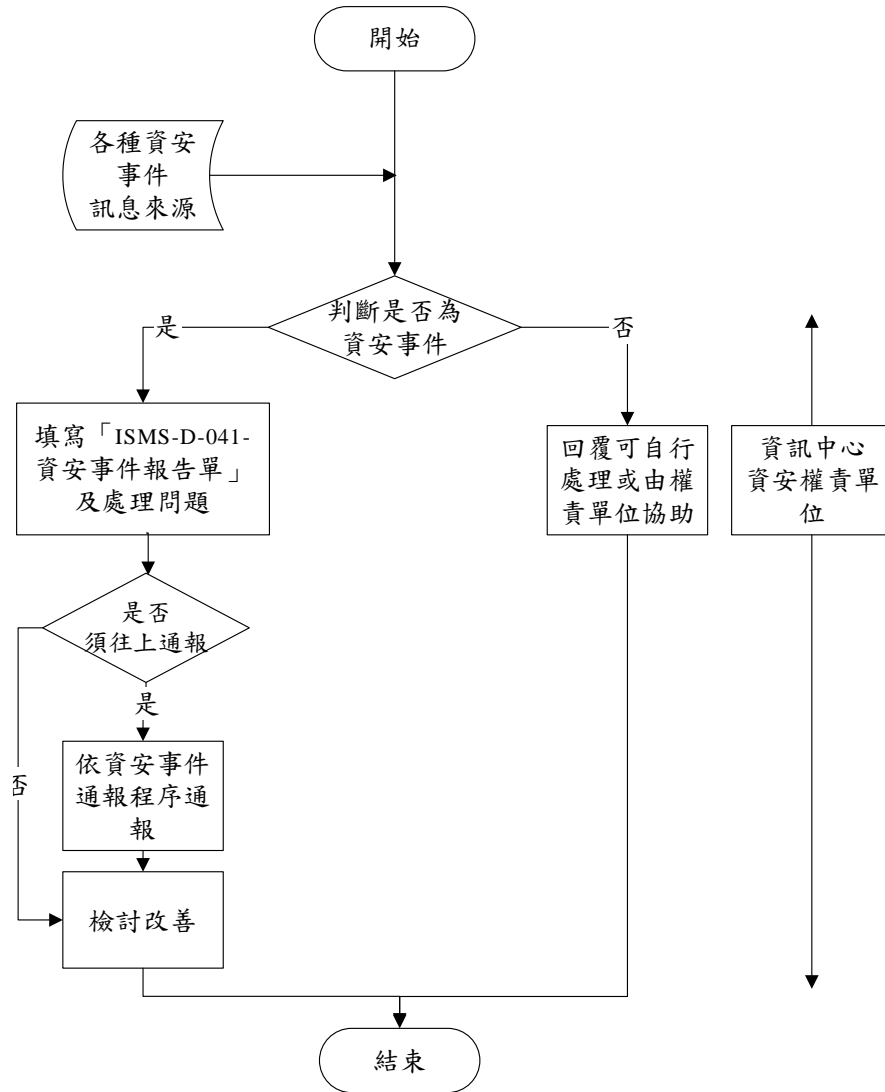 開始
各種資安
事件
訊息來源
判斷是否為
資安事件
是
否
填寫「ISMS-D-041-
資安事件報告單」
及處理問題
回覆可自行
處理或由權
責單位協助
資訊中心
資安權責單
位
是否
須往上通報
是
否
依資安事件
通報程序通
報
檢討改善
結束